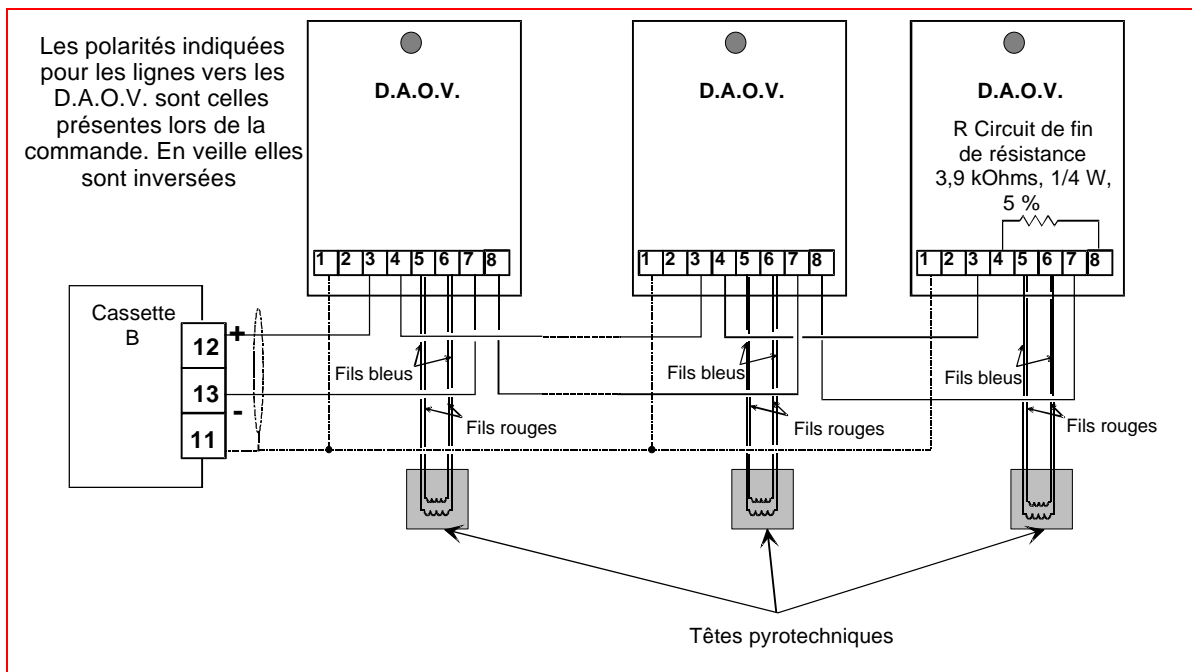 Les polarités indiquées
pour les lignes vers les
D.A.O.V. sont celles
présentes lors de la
commande. En veille elles
sont inversées
D.A.O.V.
D.A.O.V.
D.A.O.V.
R Circuit de fin
de résistance
3,9 kOhms, 1/4 W,
5 %
1 2 3 4 5 6 7 8
1 2 3 4 5 6 7 8
1 2 3 4 5 6 7 8
Cassette
B
12 +
13 -
11
Fils bleus
Fils bleus
Fils bleus
Fils rouges
Fils rouges
Fils rouges
Têtes pyrotechniques